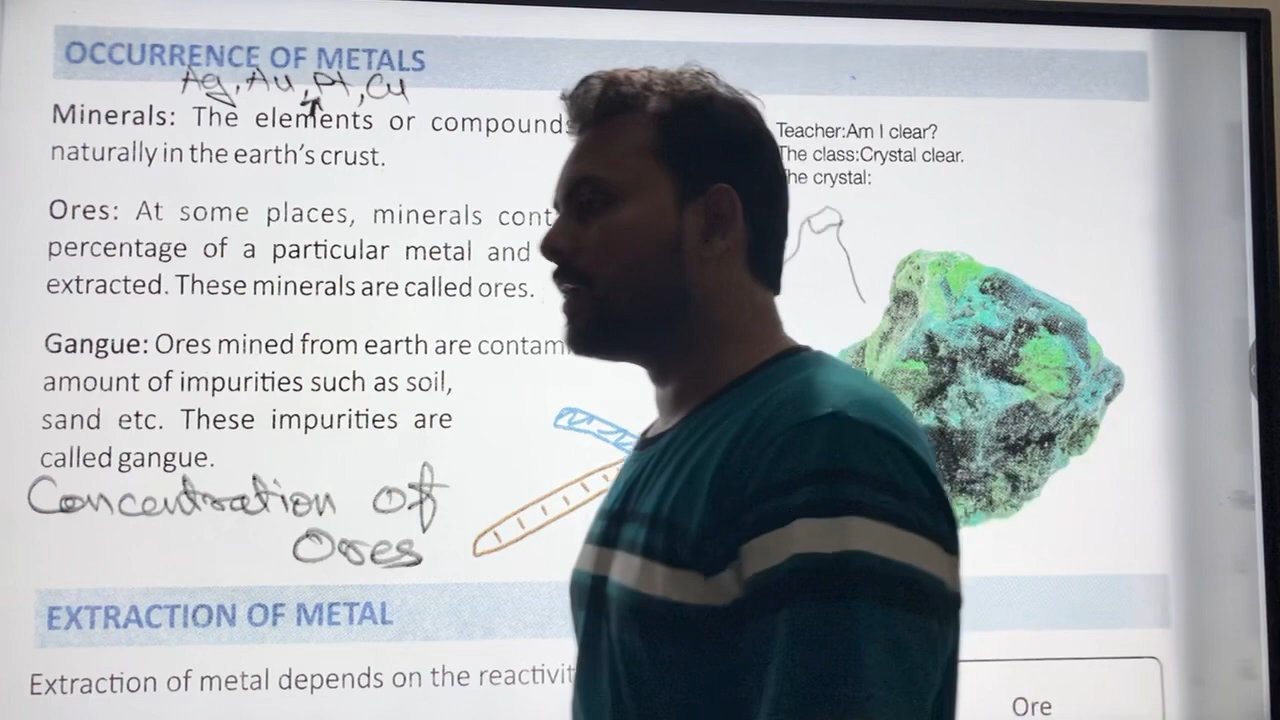 OCCURRENCE OF METALS
Ag, Au, Pt, Cu
Minerals: The elements or compounds
naturally in the earth's crust.
Ores: At some places, minerals cont
percentage of a particular metal and
extracted. These minerals are called ores.
Gangue: Ores mined from earth are contam
amount of impurities such as soil,
sand etc. These impurities are
called gangue.
Concentration of
Ores
Teacher:Am I clear?
The class:Crystal clear.
he crystal:
EXTRACTION OF METAL
Extraction of metal depends on the reactivit
Ore